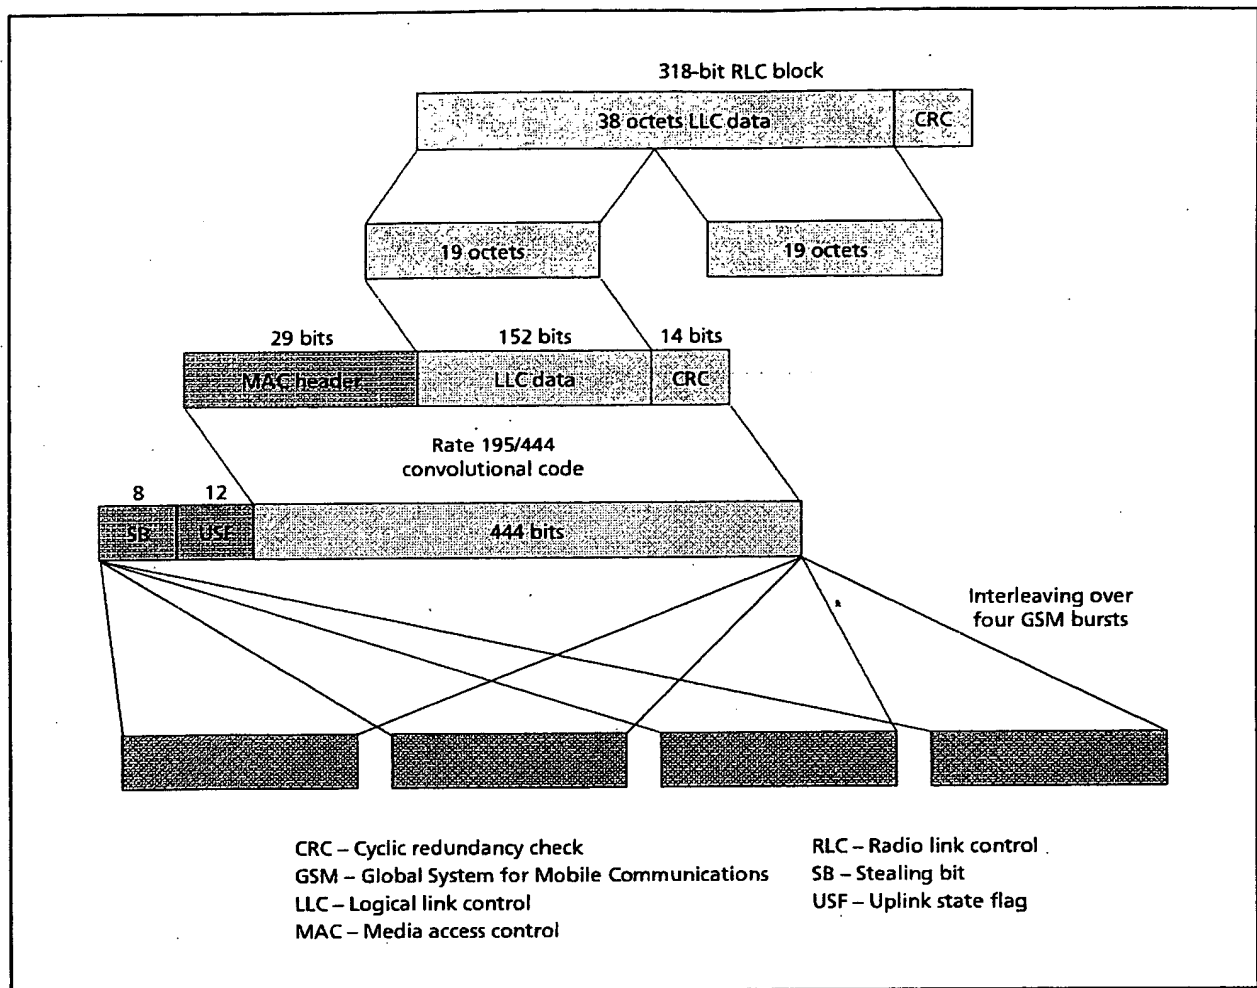 318-bit RLC block
38 octets LLC data
CRC
19 octets
19 octets
29 bits
152 bits
14 bits
MAC header
LLC data
CRC
Rate 195/444
convolutional code
8
12
SB
USF
444 bits
Interleaving over
four GSM bursts
CRC – Cyclic redundancy check
GSM – Global System for Mobile Communications
LLC – Logical link control
MAC – Media access control
RLC – Radio link control
SB – Stealing bit
USF – Uplink state flag